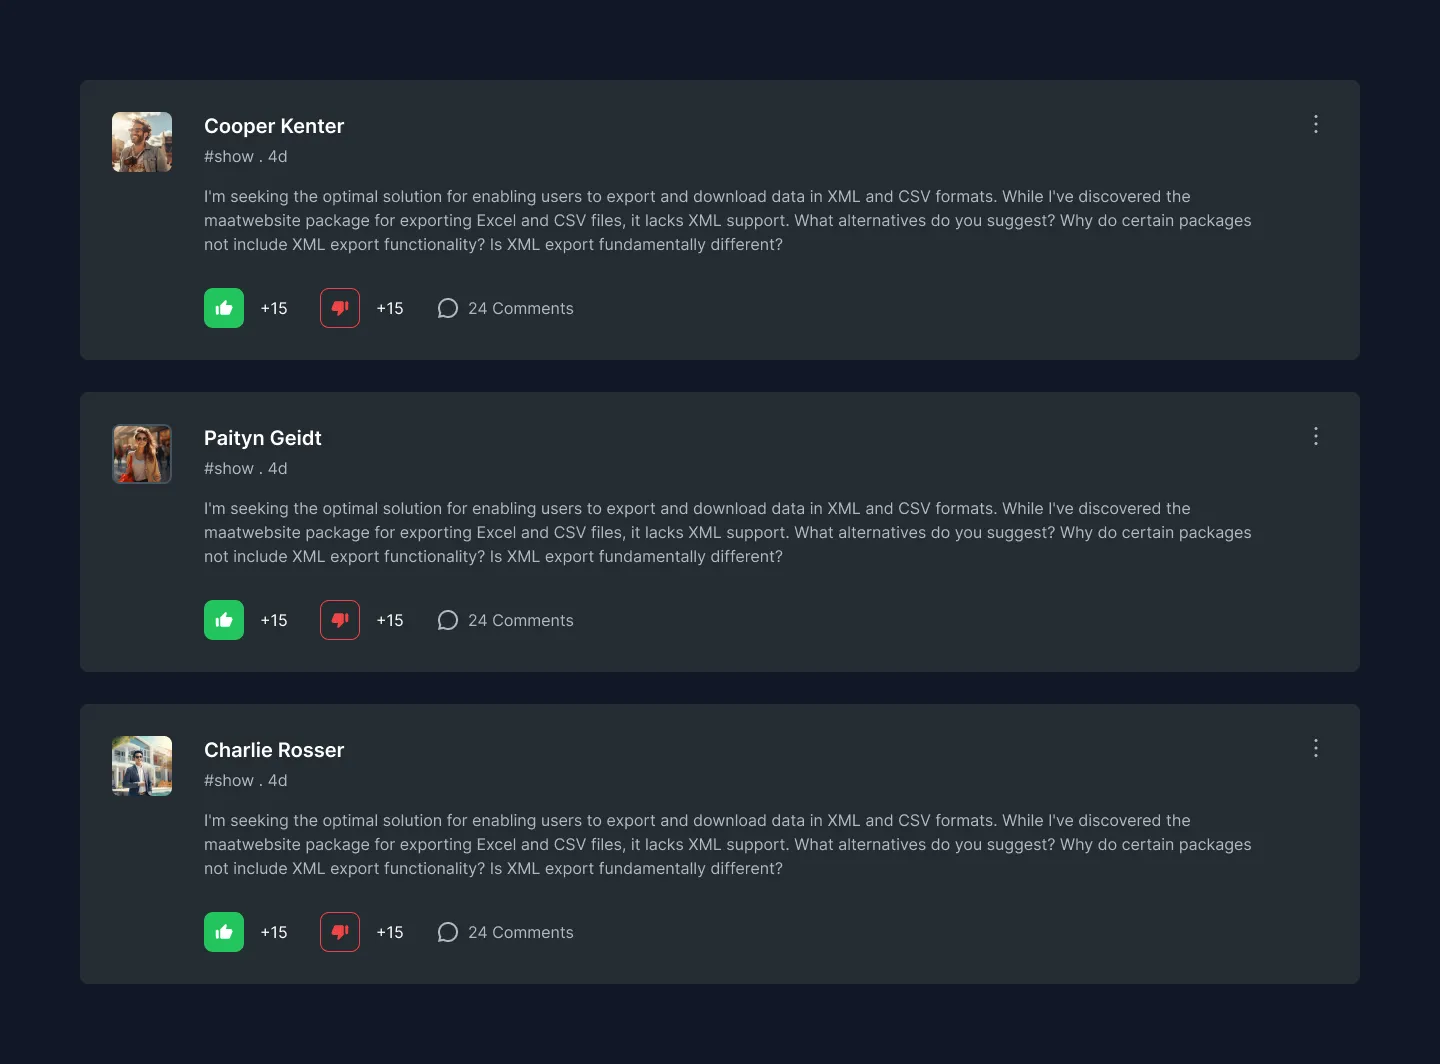 Cooper Kenter
#show . 4d
I'm seeking the optimal solution for enabling users to export and download data in XML and CSV formats. While I've discovered the
maatwebsite package for exporting Excel and CSV files, it lacks XML support. What alternatives do you suggest? Why do certain packages
not include XML export functionality? Is XML export fundamentally different?
+15 +15 24 Comments
Paityn Geidt
#show . 4d
I'm seeking the optimal solution for enabling users to export and download data in XML and CSV formats. While I've discovered the
maatwebsite package for exporting Excel and CSV files, it lacks XML support. What alternatives do you suggest? Why do certain packages
not include XML export functionality? Is XML export fundamentally different?
+15 +15 24 Comments
Charlie Rosser
#show . 4d
I'm seeking the optimal solution for enabling users to export and download data in XML and CSV formats. While I've discovered the
maatwebsite package for exporting Excel and CSV files, it lacks XML support. What alternatives do you suggest? Why do certain packages
not include XML export functionality? Is XML export fundamentally different?
+15 +15 24 Comments